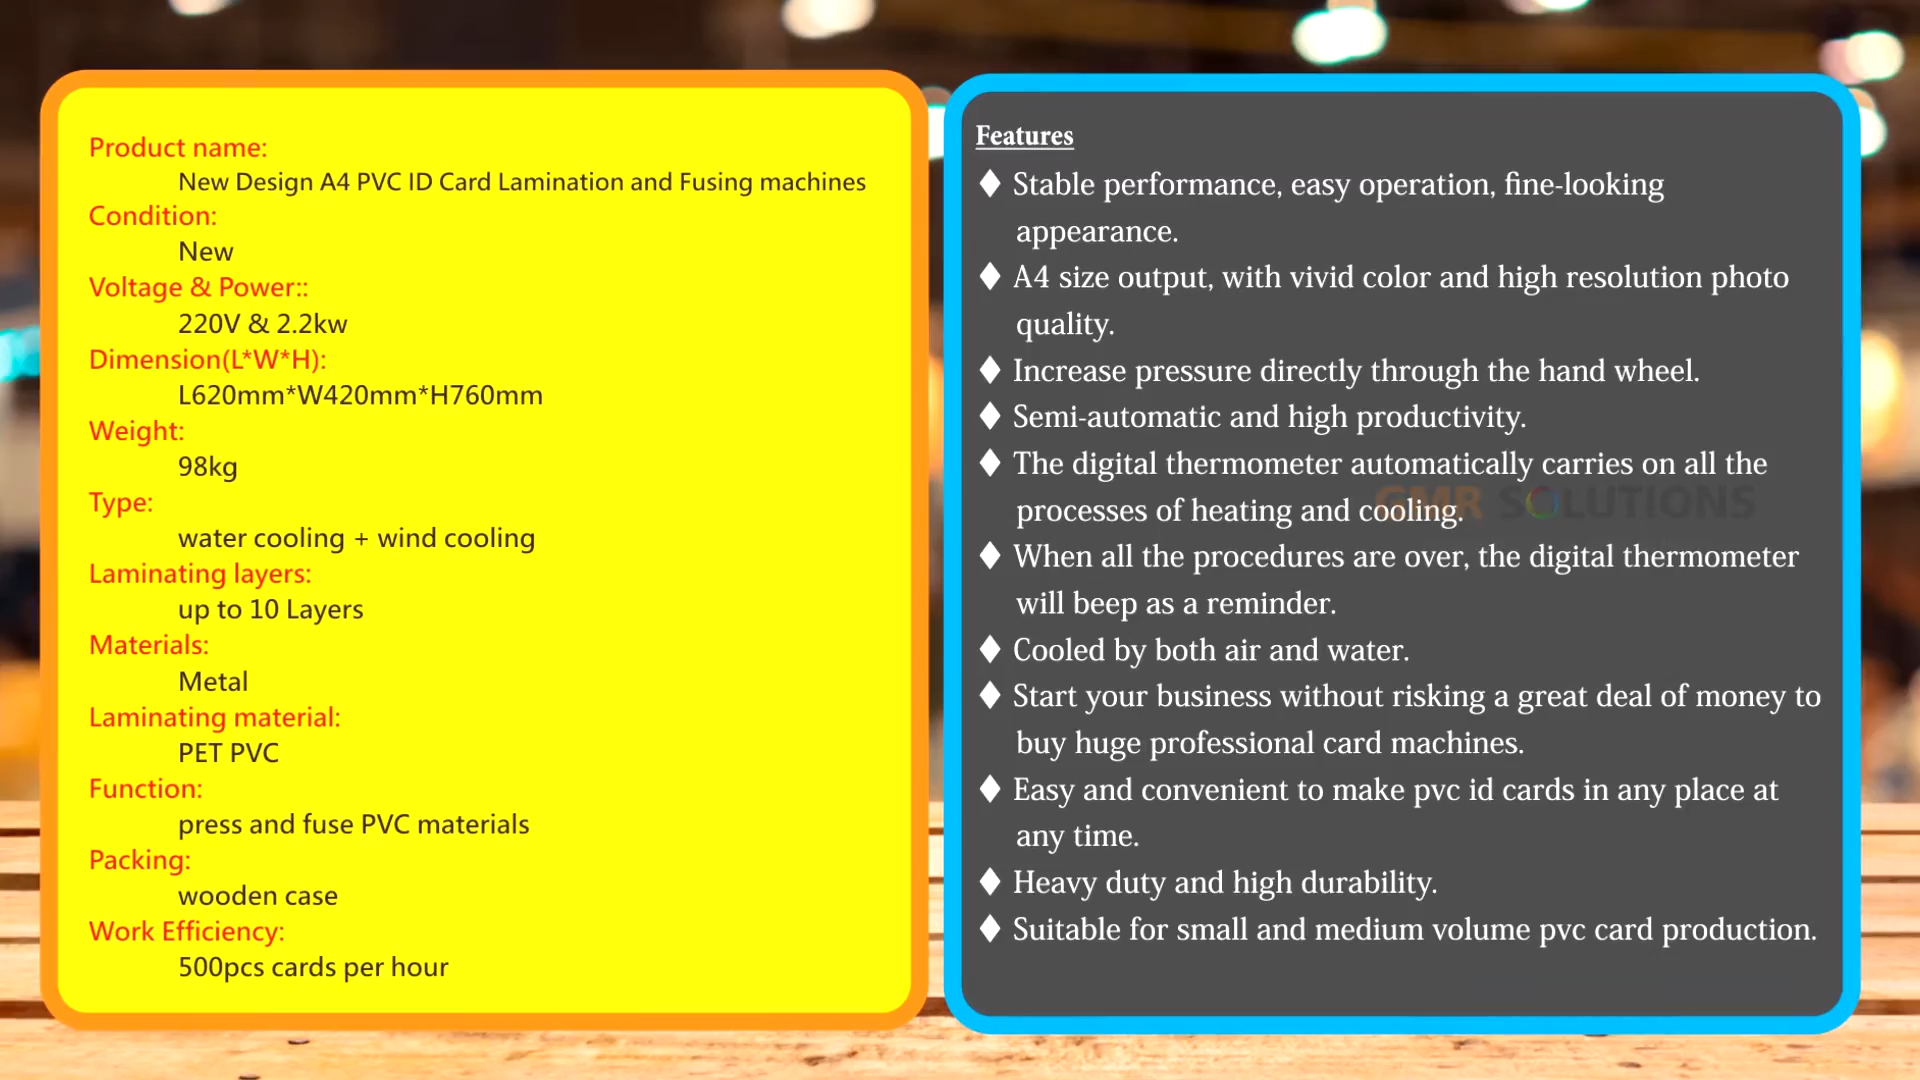 Product name:
New Design A4 PVC ID Card Lamination and Fusing machines
Condition:
New
Voltage & Power::
220V & 2.2kw
Dimension(L*W*H):
L620mm*W420mm*H760mm
Weight:
98kg
Type:
water cooling + wind cooling
Laminating layers:
up to 10 Layers
Materials:
Metal
Laminating material:
PET PVC
Function:
press and fuse PVC materials
Packing:
wooden case
Work Efficiency:
500pcs cards per hour
Features
♦ Stable performance, easy operation, fine-looking
appearance.
♦ A4 size output, with vivid color and high resolution photo
quality.
♦ Increase pressure directly through the hand wheel.
♦ Semi-automatic and high productivity.
♦ The digital thermometer automatically carries on all the
processes of heating and cooling.
GMR SOLUTIONS
♦ When all the procedures are over, the digital thermometer
will beep as a reminder.
♦ Cooled by both air and water.
♦ Start your business without risking a great deal of money to
buy huge professional card machines.
♦ Easy and convenient to make pvc id cards in any place at
any time.
♦ Heavy duty and high durability.
♦ Suitable for small and medium volume pvc card production.